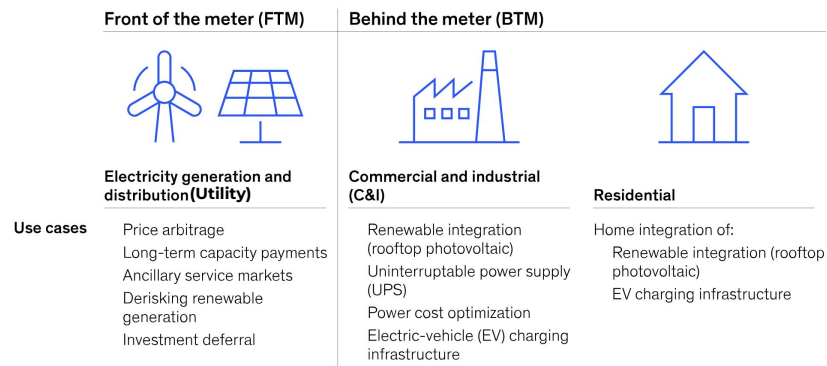 Front of the meter (FTM)
Behind the meter (BTM)
Electricity generation and
distribution(Utility)
Commercial and industrial
(C&I)
Residential
Use cases
Price arbitrage
Long-term capacity payments
Ancillary service markets
Derisking renewable
generation
Investment deferral
Renewable integration
(rooftop photovoltaic)
Uninterruptable power supply
(UPS)
Power cost optimization
Electric-vehicle (EV) charging
infrastructure
Home integration of:
Renewable integration (rooftop
photovoltaic)
EV charging infrastructure